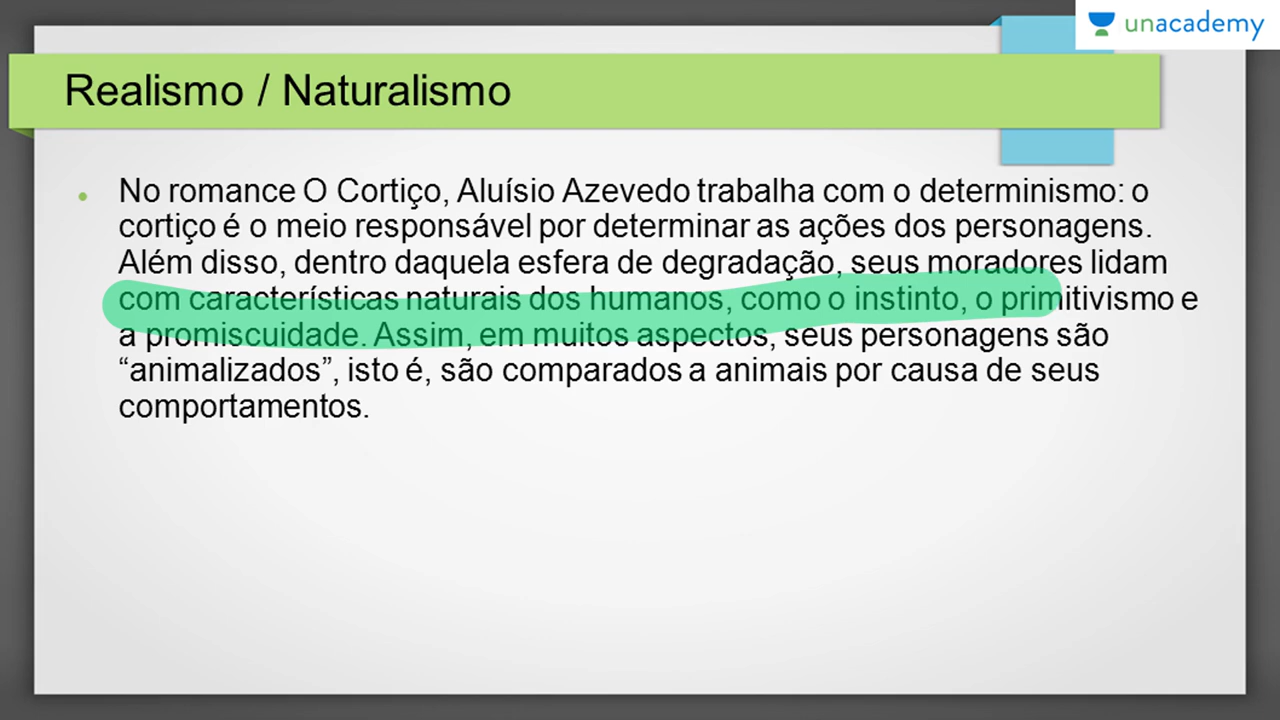 unacademy
Realismo / Naturalismo
No romance O Cortiço, Aluísio Azevedo trabalha com o determinismo: o
cortiço é o meio responsável por determinar as ações dos personagens.
Além disso, dentro daquela esfera de degradação, seus moradores lidam
com características naturais dos humanos, como o instinto, o primitivismo e
a promiscuidade. Assim, em muitos aspectos, seus personagens são
“animalizados”, isto é, são comparados a animais por causa de seus
comportamentos.